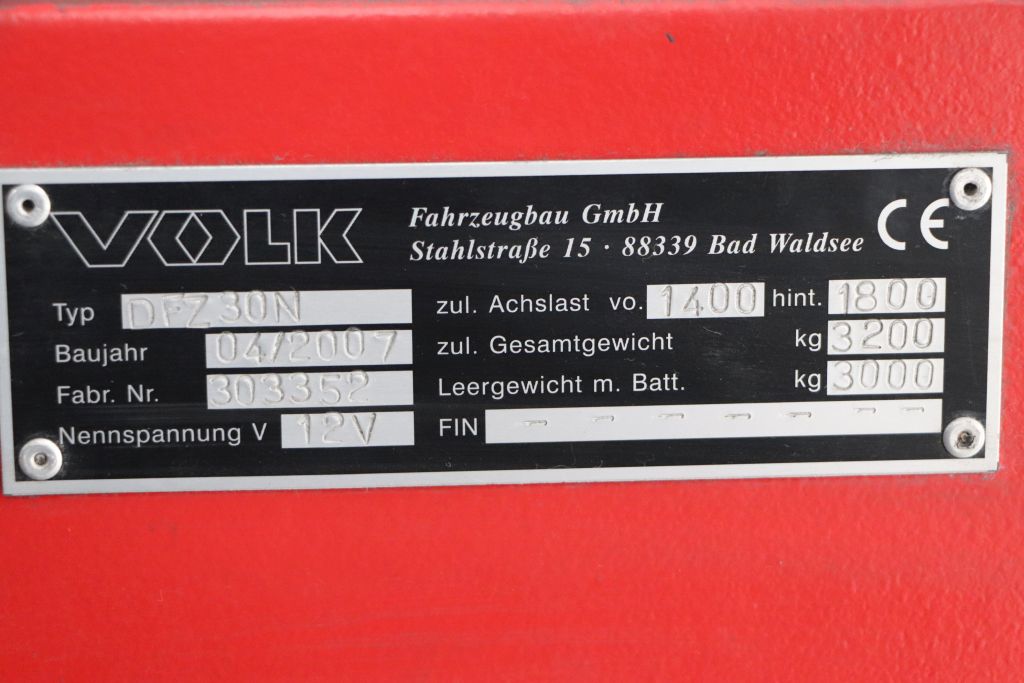 VOLK Fahrzeugbau GmbH
Stahlstraße 15 · 88339 Bad Waldsee CE
Typ DFZ30N zul. Achslast vo. 1400 hint. 1800
Baujahr 04/2007 zul. Gesamtgewicht kg 3200
Fabr. Nr. 303352 Leergewicht m. Batt. kg 3000
Nennspannung V 12V FIN - - - - - - -